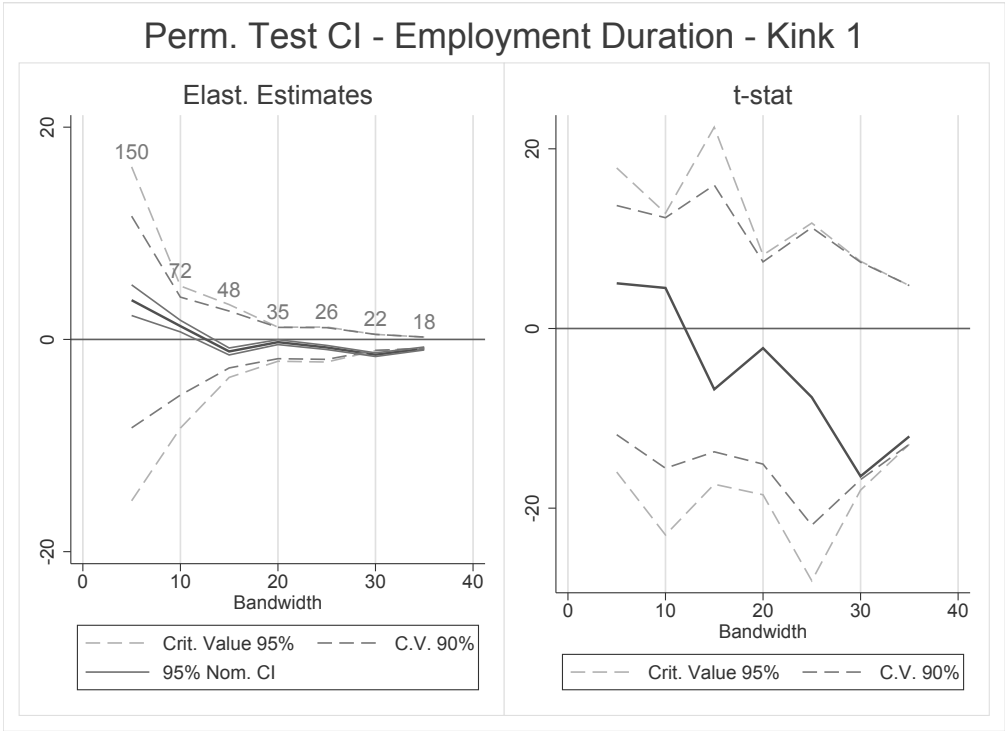 Perm. Test CI - Employment Duration - Kink 1
Elast. Estimates
20
0
-20
150
72
48
35
26
22
18
0 10 20 30 40
Bandwidth
Crit. Value 95% C.V. 90%
95% Nom. CI
t-stat
20
0
-20
0 10 20 30 40
Bandwidth
Crit. Value 95% C.V. 90%